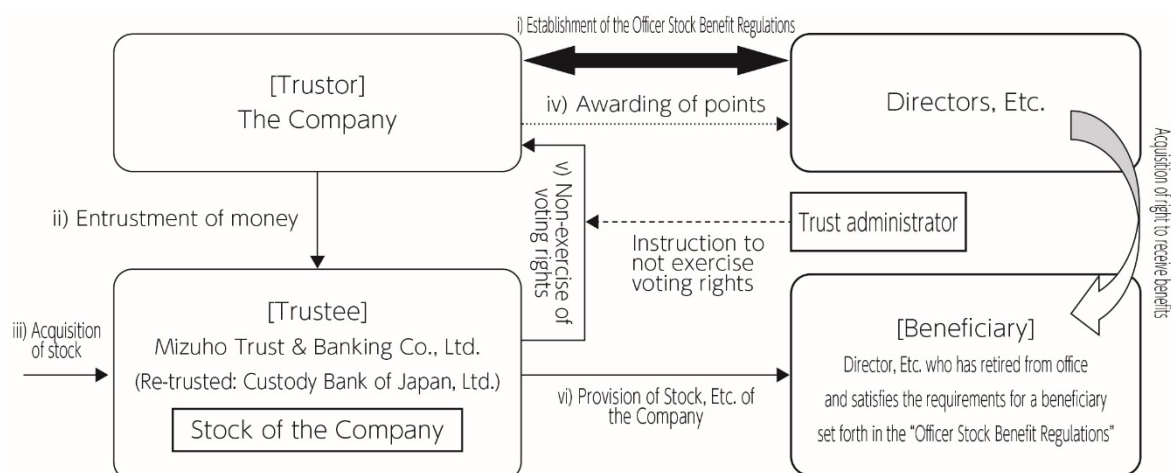 i) Establishment of the Officer Stock Benefit Regulations
[Trustor]
The Company
iv) Awarding of points
Directors, Etc.
Acquisition of right to receive benefits
ii) Entrustment of money
v) Non-exercise of
voting rights
Instruction to
not exercise
voting rights
Trust administrator
iii) Acquisition
of stock
[Trustee]
Mizuho Trust & Banking Co., Ltd.
(Re-trusted: Custody Bank of Japan, Ltd.)
Stock of the Company
vi) Provision of Stock, Etc. of
the Company
[Beneficiary]
Director, Etc. who has retired from office
and satisfies the requirements for a beneficiary
set forth in the “Officer Stock Benefit Regulations”